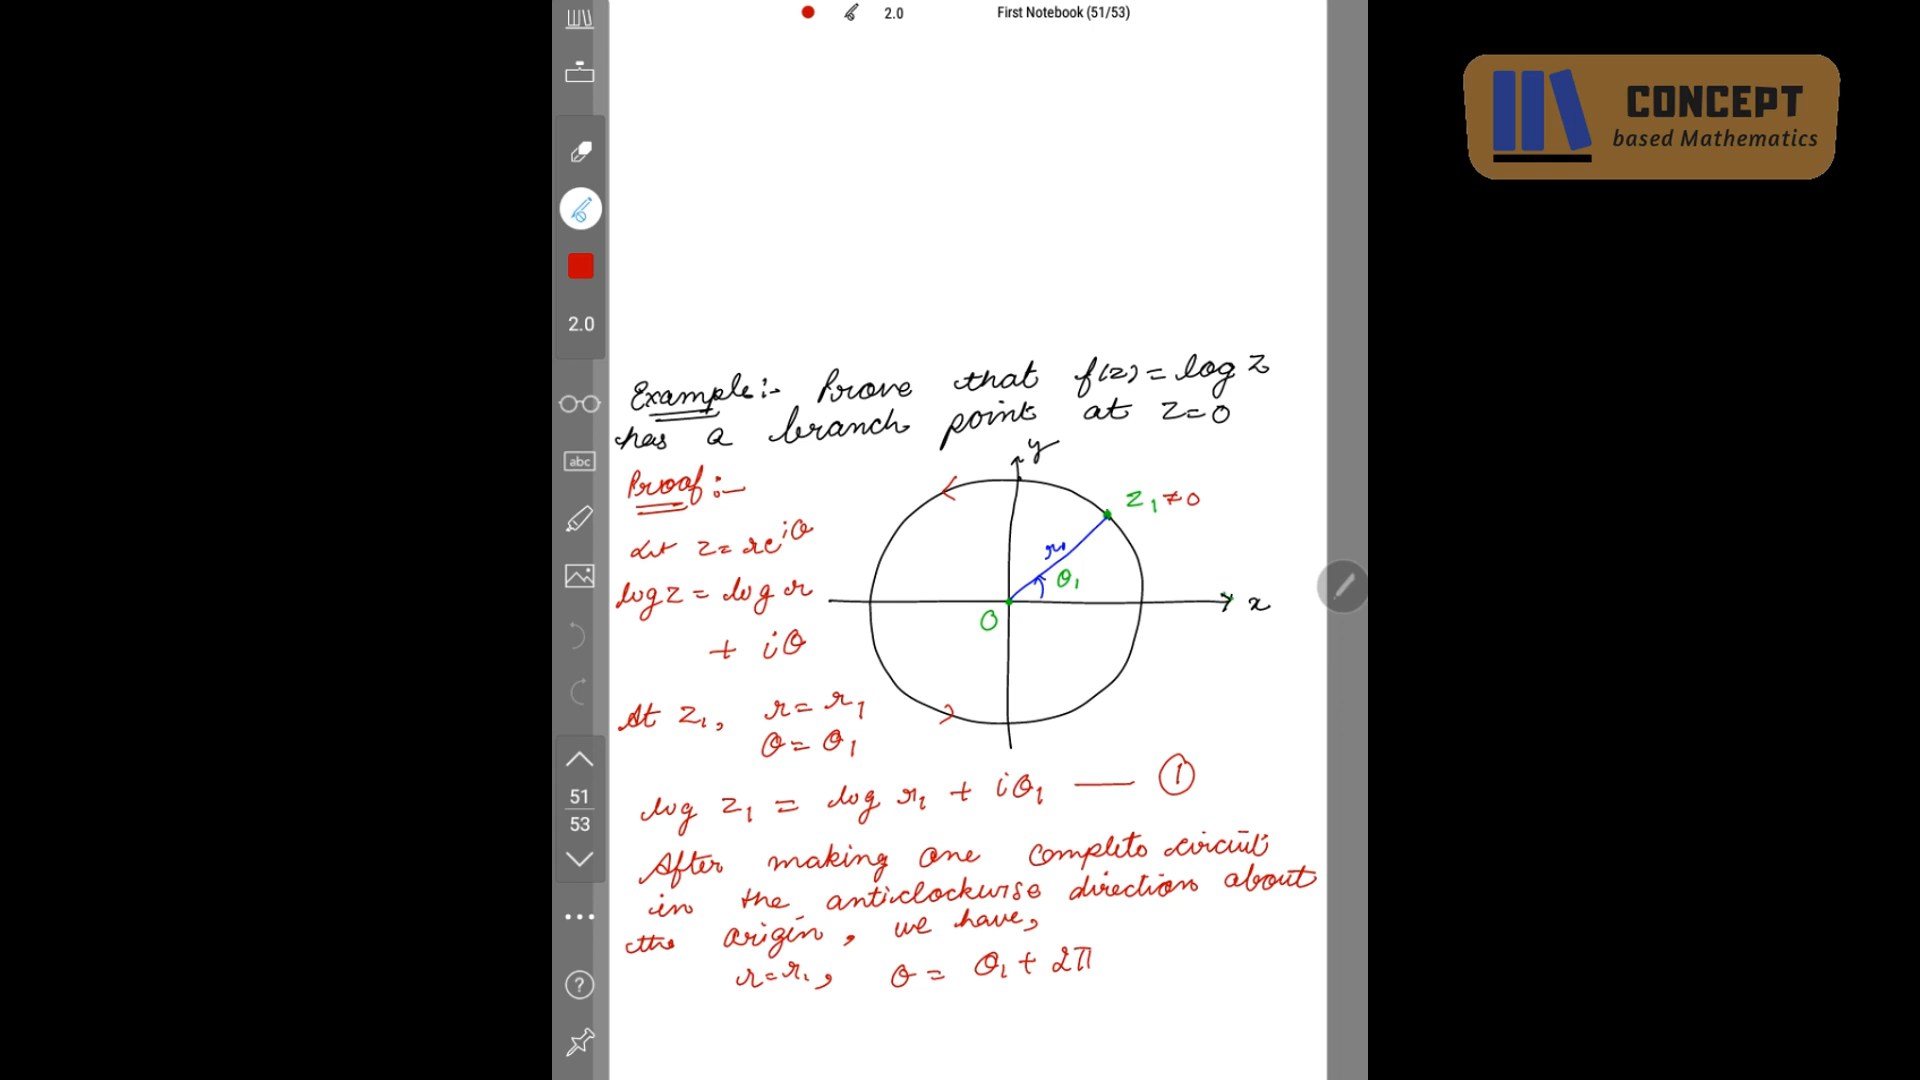 2.0 First Notebook (51/53)
CONCEPT
based Mathematics
2.0
abc
51
53
?
Example:- Prove that f(z) = log z
has a branch point at z=0
Proof:-
Let z = re^iθ
log z = log r
+ iθ
At z₁, r = r₁
θ = θ₁
y
z₁ ≠ 0
r₁
θ₁
O
x
log z₁ = log r₁ + iθ₁ —— ①
After making one complete circuit
in the anticlockwise direction about
the origin, we have,
r = r₁, θ = θ₁ + 2π